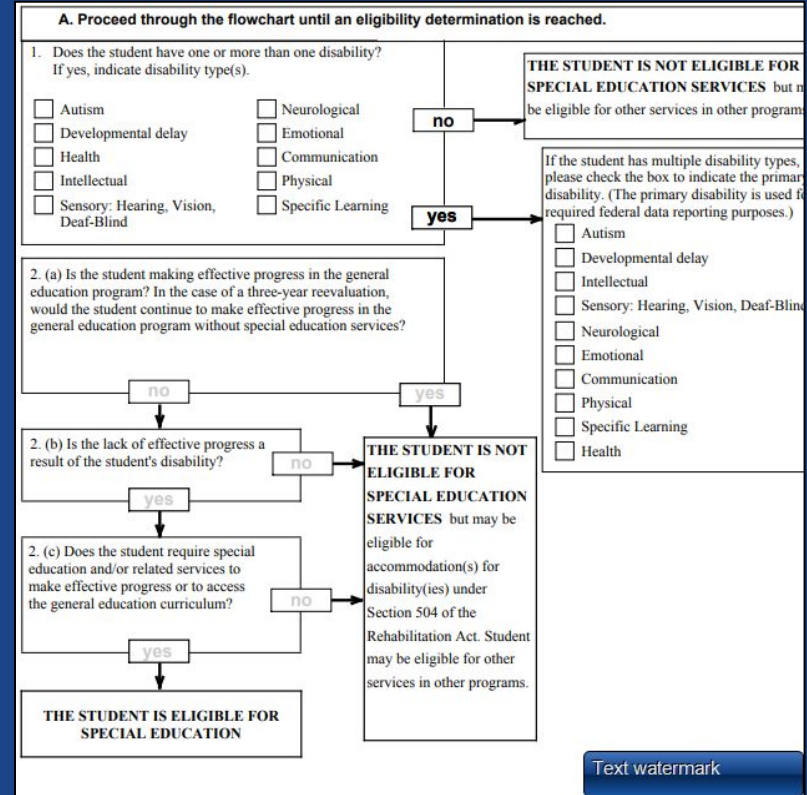 A. Proceed through the flowchart until an eligibility determination is reached.
1. Does the student have one or more than one disability?
If yes, indicate disability type(s).
Autism
Developmental delay
Health
Intellectual
Sensory: Hearing, Vision,
Deaf-Blind
Neurological
Emotional
Communication
Physical
Specific Learning
no
yes
THE STUDENT IS NOT ELIGIBLE FOR
SPECIAL EDUCATION SERVICES but
be eligible for other services in other
If the student has multiple disability types,
please check the box to indicate the
disability. (The primary disability is used
required federal data reporting purposes.)
Autism
Developmental delay
Intellectual
Sensory: Hearing, Vision,
Neurological
Emotional
Communication
Physical
Specific Learning
Health
2. (a) Is the student making effective progress in the general
education program? In the case of a three-year reevaluation,
would the student continue to make effective progress in the
general education program without special education services?
no
yes
2. (b) Is the lack of effective progress a
result of the student's disability?
no
yes
2. (c) Does the student require special
education and/or related services to
make effective progress or to access
the general education curriculum?
no
yes
THE STUDENT IS NOT
ELIGIBLE FOR
SPECIAL EDUCATION
SERVICES but may be
eligible for
accommodation(s) for
disability(ies) under
Section 504 of the
Rehabilitation Act. Student
may be eligible for other
services in other programs.
THE STUDENT IS ELIGIBLE FOR
SPECIAL EDUCATION
Text watermark